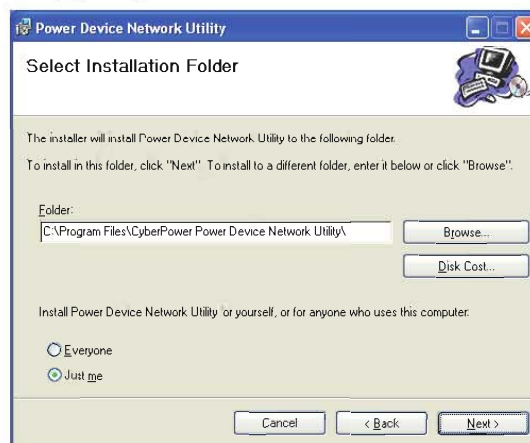 Power Device Network Utility
Select Installation Folder
The installer will install Power Device Network Utility to the following folder.
To install in this folder, click "Next" To install to a different folder, enter it below or click "Browse".
Folder:
C:\Program Files\CyberPower Power Device Network Utility\
Browse...
Disk Cost...
Install Power Device Network Utility or yourself, or for anyone who uses this computer:
Everyone
Just me
Cancel
< Back
Next >